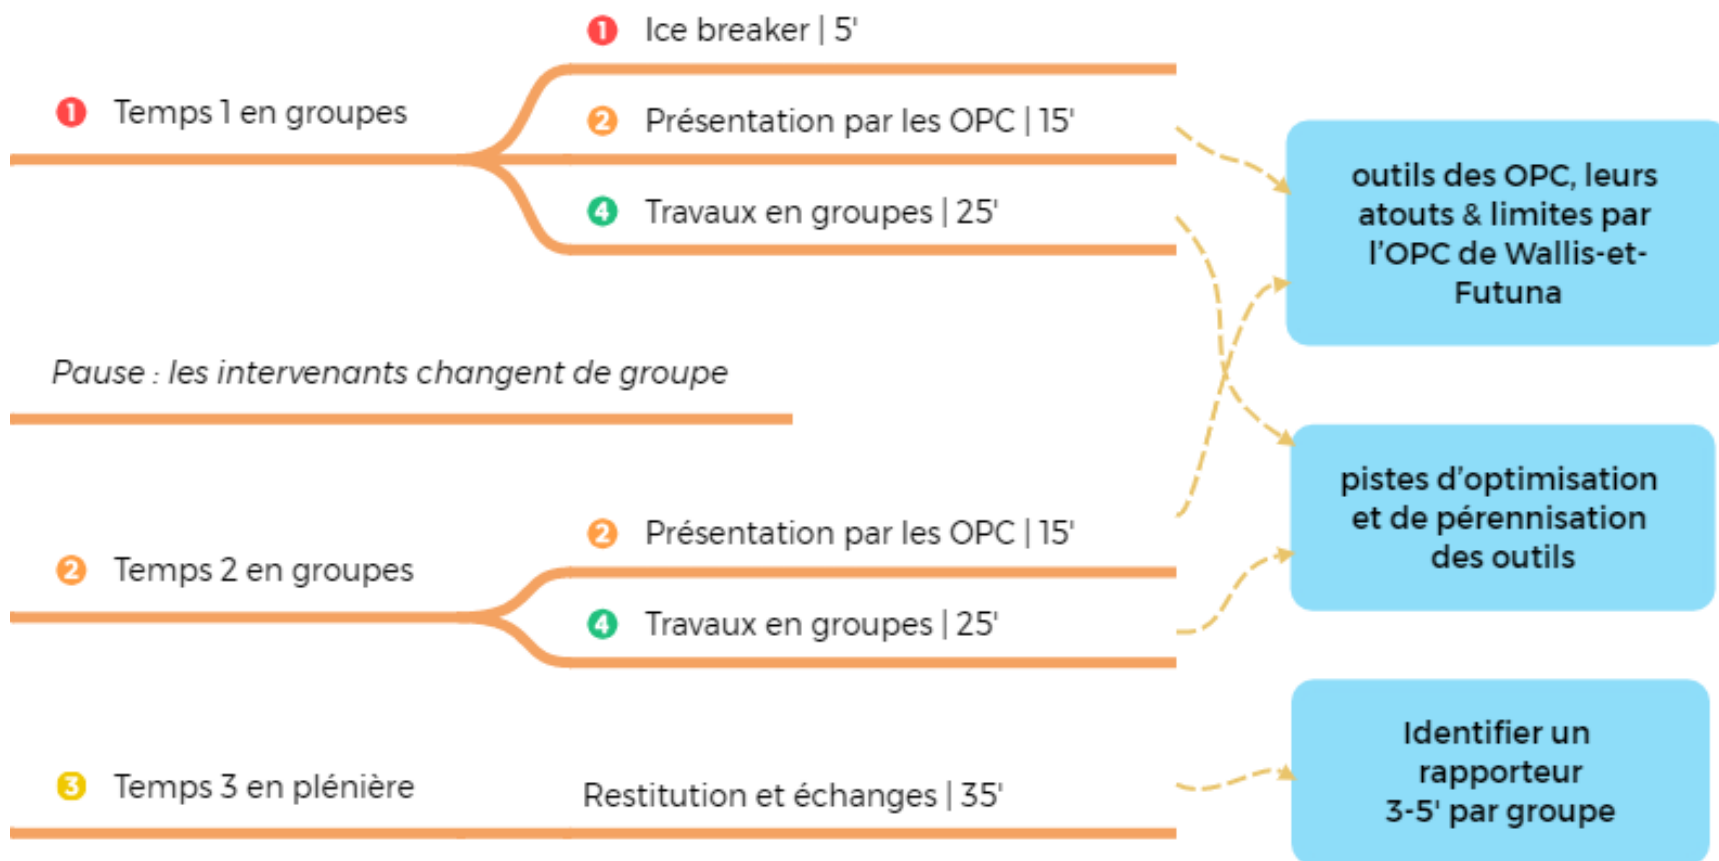 1 Ice breaker | 5'
1 Temps 1 en groupes
2 Présentation par les OPC | 15'
4 Travaux en groupes | 25'
outils des OPC, leurs
atouts & limites par
l'OPC de Wallis-et-
Futuna
Pause : les intervenants changent de groupe
pistes d'optimisation
et de pérennisation
des outils
2 Temps 2 en groupes
2 Présentation par les OPC | 15'
4 Travaux en groupes | 25'
3 Temps 3 en plénière
Restitution et échanges | 35'
Identifier un
rapporteur
3-5' par groupe